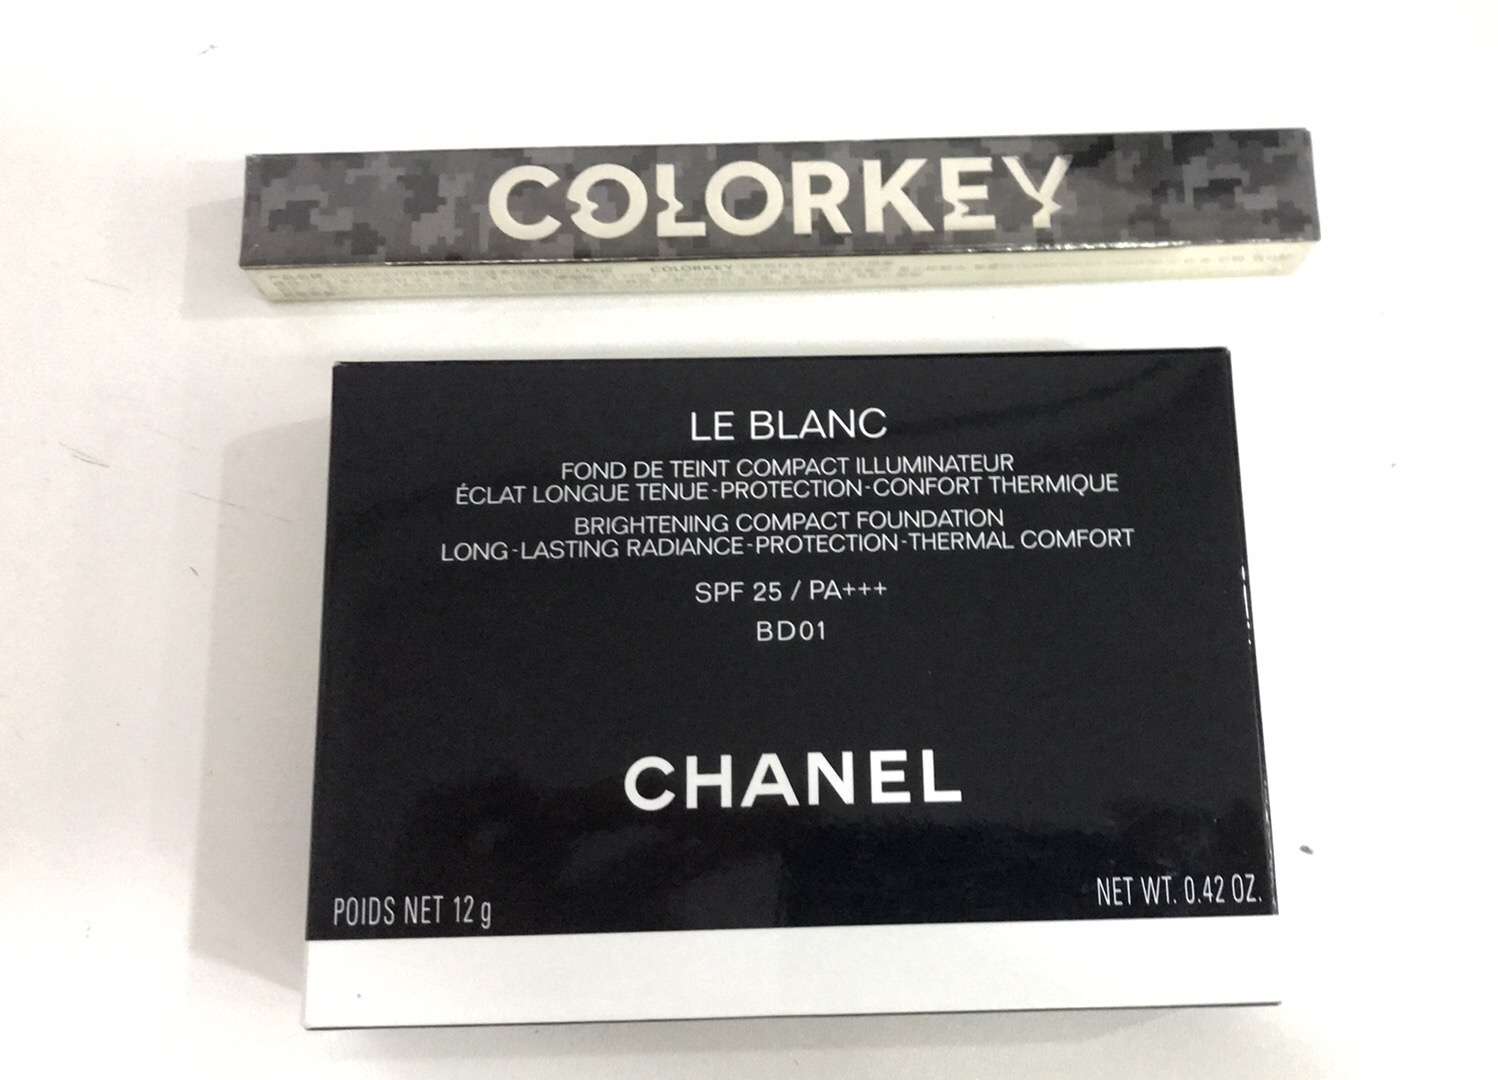 COLORKEY
COLORKEY
LE BLANC
FOND DE TEINT COMPACT ILLUMINATEUR
ÉCLAT LONGUE TENUE-PROTECTION-CONFORT THERMIQUE
BRIGHTENING COMPACT FOUNDATION
LONG-LASTING RADIANCE-PROTECTION-THERMAL COMFORT
SPF 25 / PA+++
BD01
CHANEL
POIDS NET 12 g
NET WT. 0.42 OZ.